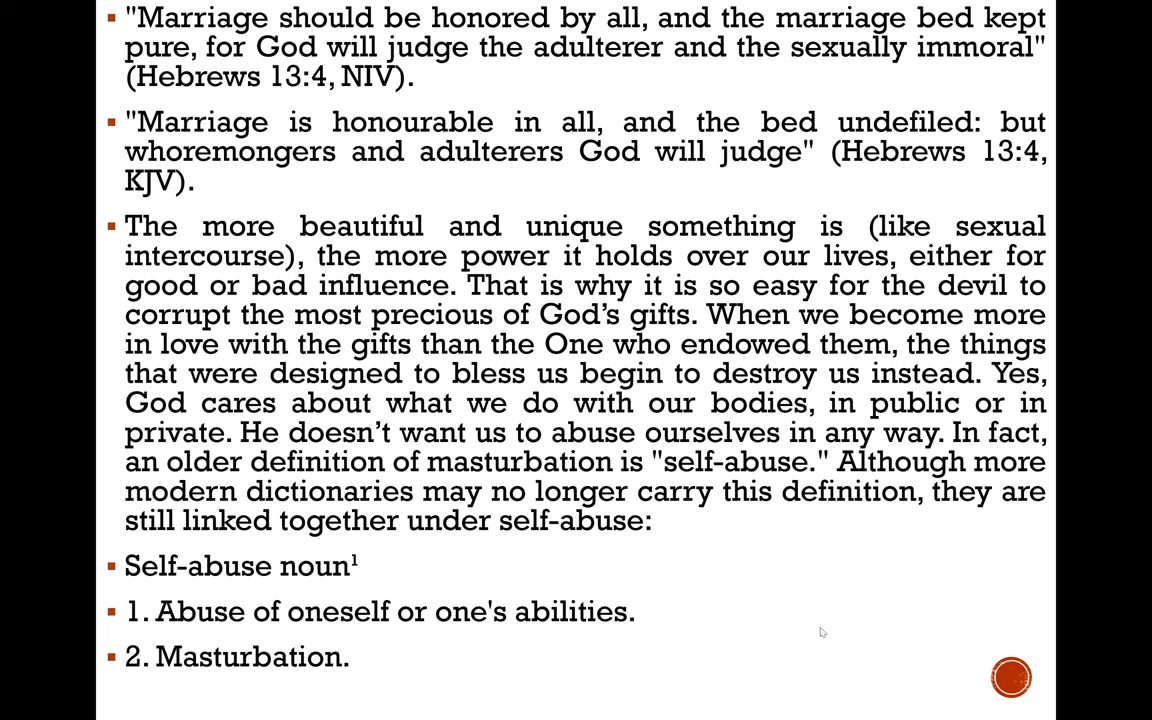 ▪ "Marriage should be honored by all, and the marriage bed kept
pure, for God will judge the adulterer and the sexually immoral"
(Hebrews 13:4, NIV).
▪ "Marriage is honourable in all, and the bed undefiled: but
whoremongers and adulterers God will judge" (Hebrews 13:4,
KJV).
▪ The more beautiful and unique something is (like sexual
intercourse), the more power it holds over our lives, either for
good or bad influence. That is why it is so easy for the devil to
corrupt the most precious of God’s gifts. When we become more
in love with the gifts than the One who endowed them, the things
that were designed to bless us begin to destroy us instead. Yes,
God cares about what we do with our bodies, in public or in
private. He doesn’t want us to abuse ourselves in any way. In fact,
an older definition of masturbation is "self-abuse." Although more
modern dictionaries may no longer carry this definition, they are
still linked together under self-abuse:
▪ Self-abuse noun¹
▪ 1. Abuse of oneself or one's abilities.
▪ 2. Masturbation.